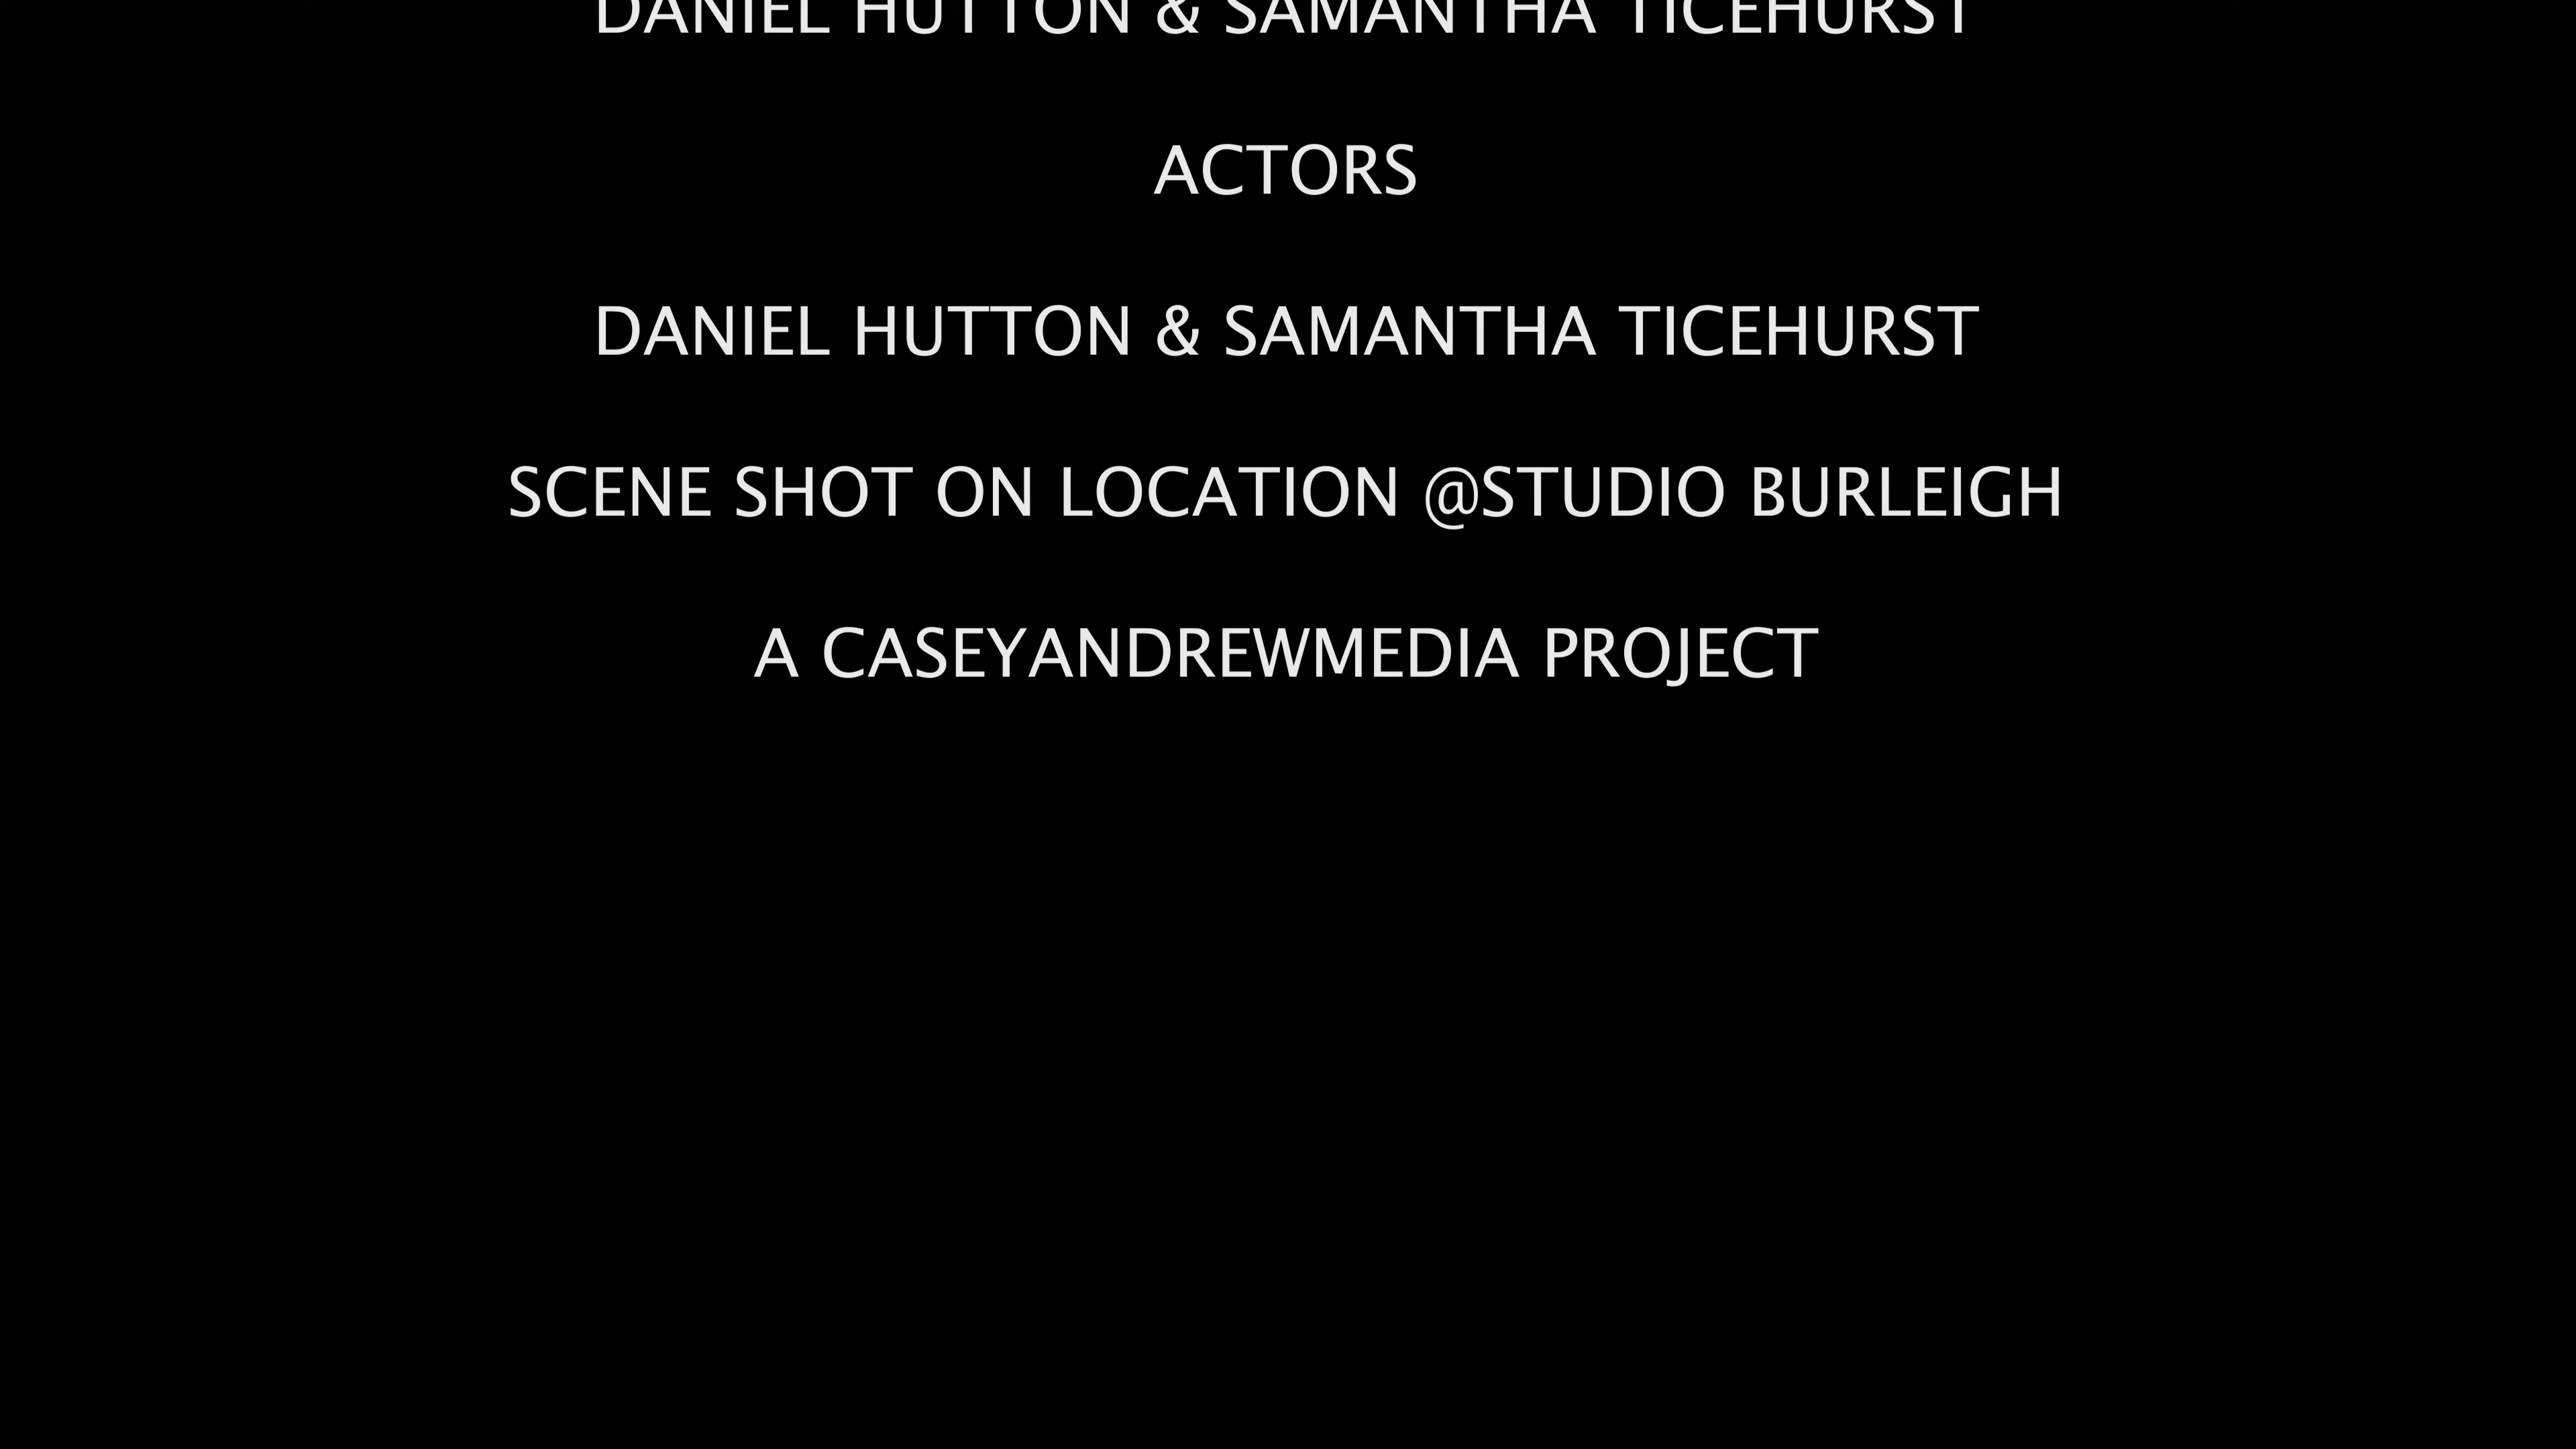 DANIEL HUTTON & SAMANTHA TICEHURST
ACTORS
DANIEL HUTTON & SAMANTHA TICEHURST
SCENE SHOT ON LOCATION @STUDIO BURLEIGH
A CASEYANDREWMEDIA PROJECT